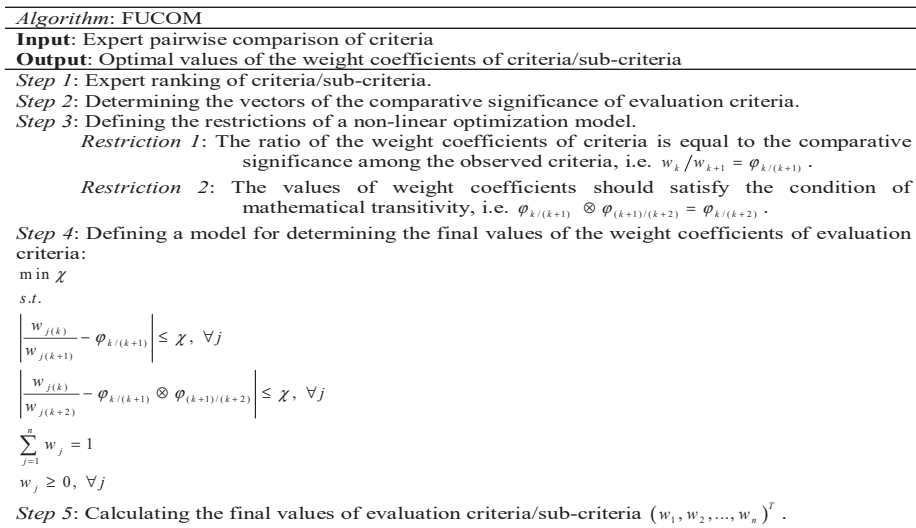 Algorithm: FUCOM
Input: Expert pairwise comparison of criteria
Output: Optimal values of the weight coefficients of criteria/sub-criteria
Step 1: Expert ranking of criteria/sub-criteria.
Step 2: Determining the vectors of the comparative significance of evaluation criteria.
Step 3: Defining the restrictions of a non-linear optimization model.
Restriction 1: The ratio of the weight coefficients of criteria is equal to the comparative
significance among the observed criteria, i.e. w_k/w_{k+1} = φ_{k/(k+1)} .
Restriction 2: The values of weight coefficients should satisfy the condition of
mathematical transitivity, i.e. φ_{k/(k+1)} ⊗ φ_{(k+1)/(k+2)} = φ_{k/(k+2)} .
Step 4: Defining a model for determining the final values of the weight coefficients of evaluation
criteria:
min χ
s.t.
|w_{j(k)}/w_{j(k+1)} − φ_{k/(k+1)}| ≤ χ, ∀j
|w_{j(k)}/w_{j(k+2)} − φ_{k/(k+1)} ⊗ φ_{(k+1)/(k+2)}| ≤ χ, ∀j
∑_{j=1}^{n} w_j = 1
w_j ≥ 0, ∀j
Step 5: Calculating the final values of evaluation criteria/sub-criteria (w_1, w_2,..., w_n)^T .